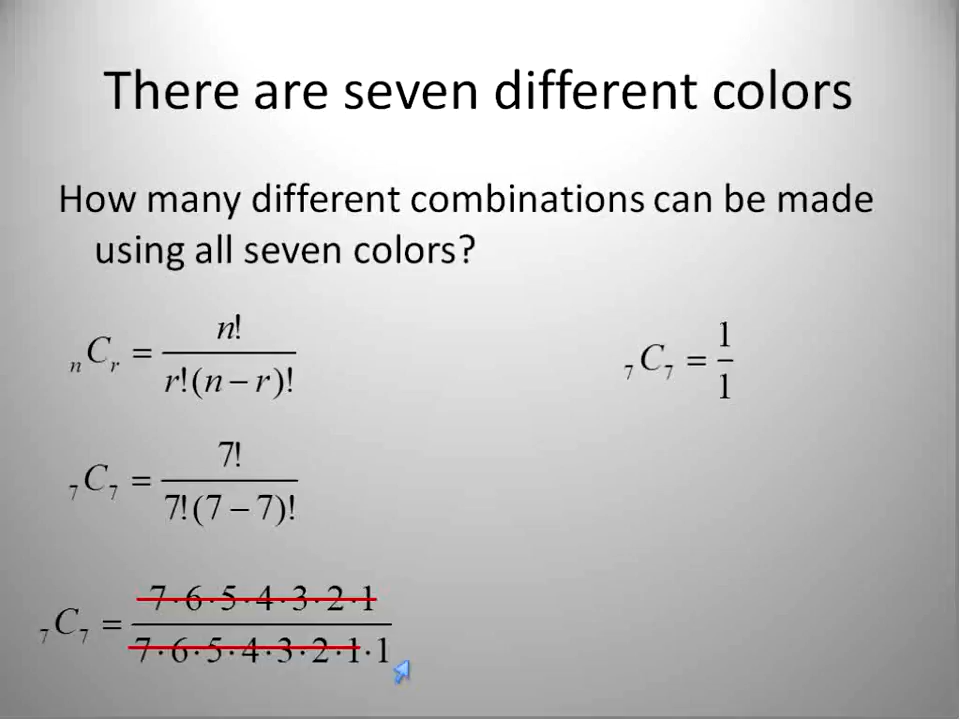 There are seven different colors
How many different combinations can be made
using all seven colors?
ₙCᵣ = n! / r!(n − r)!
₇C₇ = 7! / 7!(7 − 7)!
₇C₇ = 7·6·5·4·3·2·1 / 7·6·5·4·3·2·1·1
₇C₇ = 1 / 1